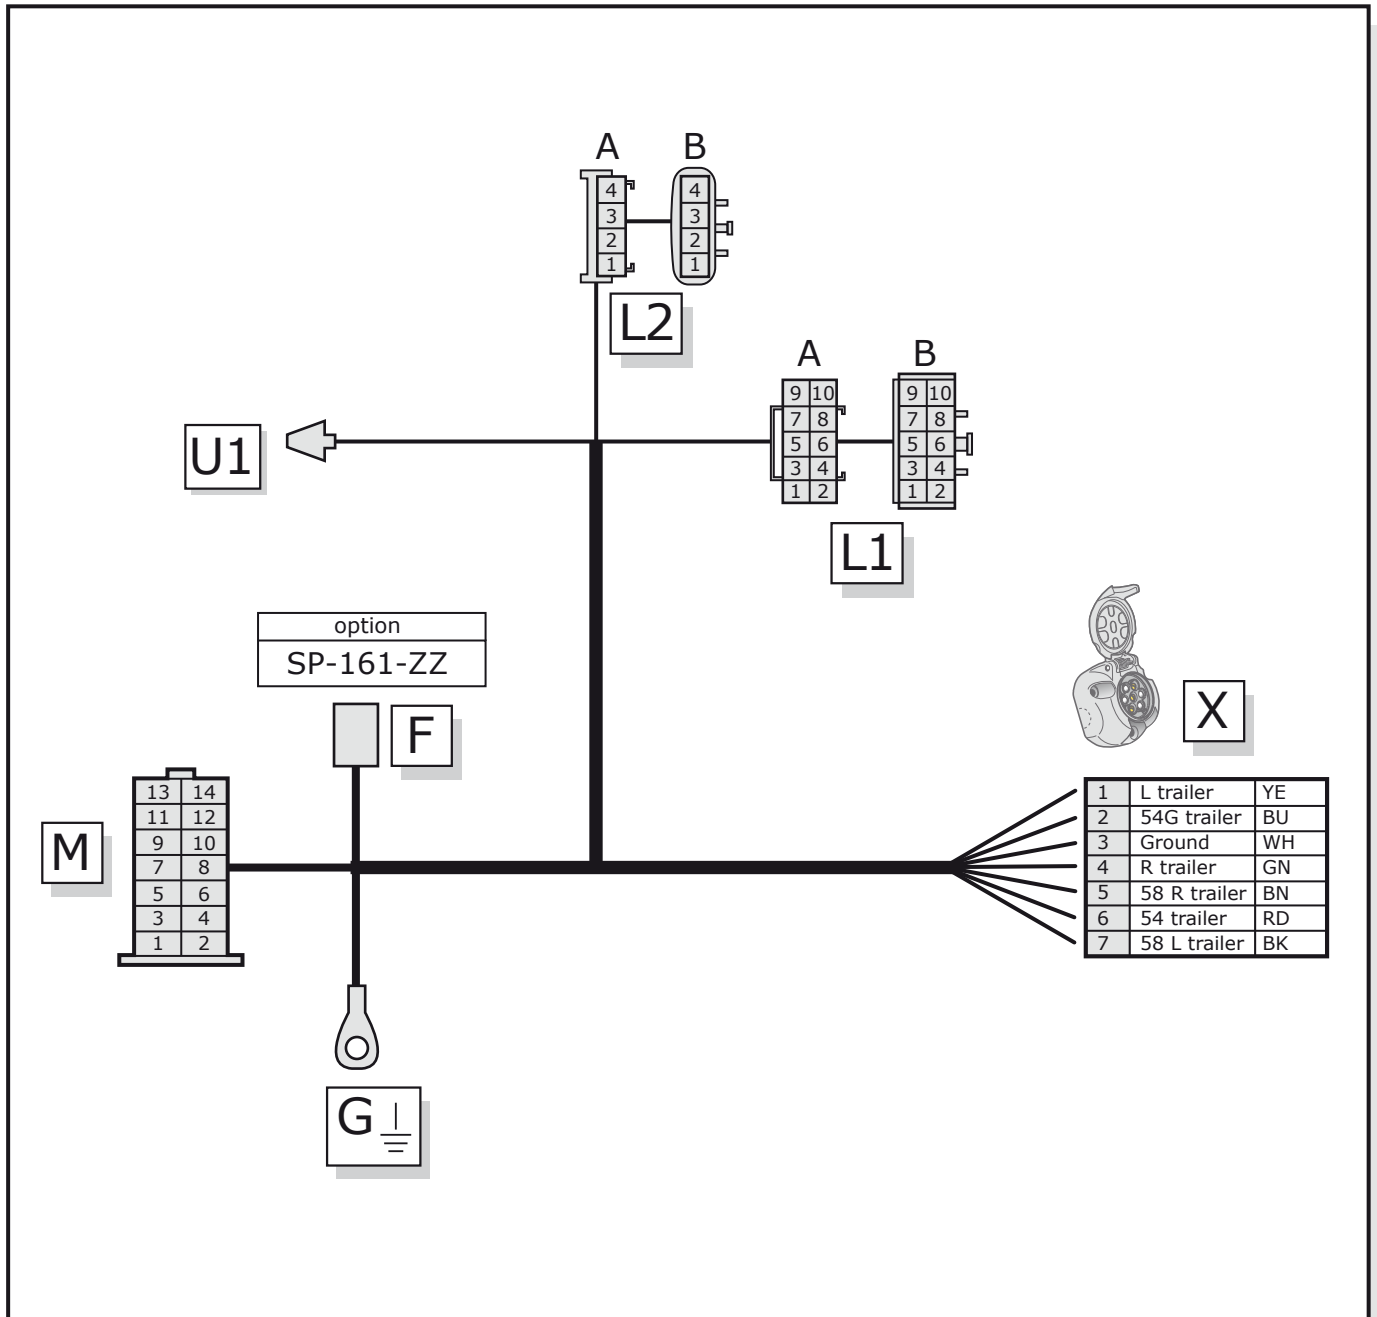 A B
4 4
3 3
2 2
1 1
L2
A B
9 10 9 10
7 8 7 8
5 6 5 6
3 4 3 4
1 2 1 2
L1
U1
option
SP-161-ZZ
F
X
M
13 14
11 12
9 10
7 8
5 6
3 4
1 2
1 L trailer YE
2 54G trailer BU
3 Ground WH
4 R trailer GN
5 58 R trailer BN
6 54 trailer RD
7 58 L trailer BK
G